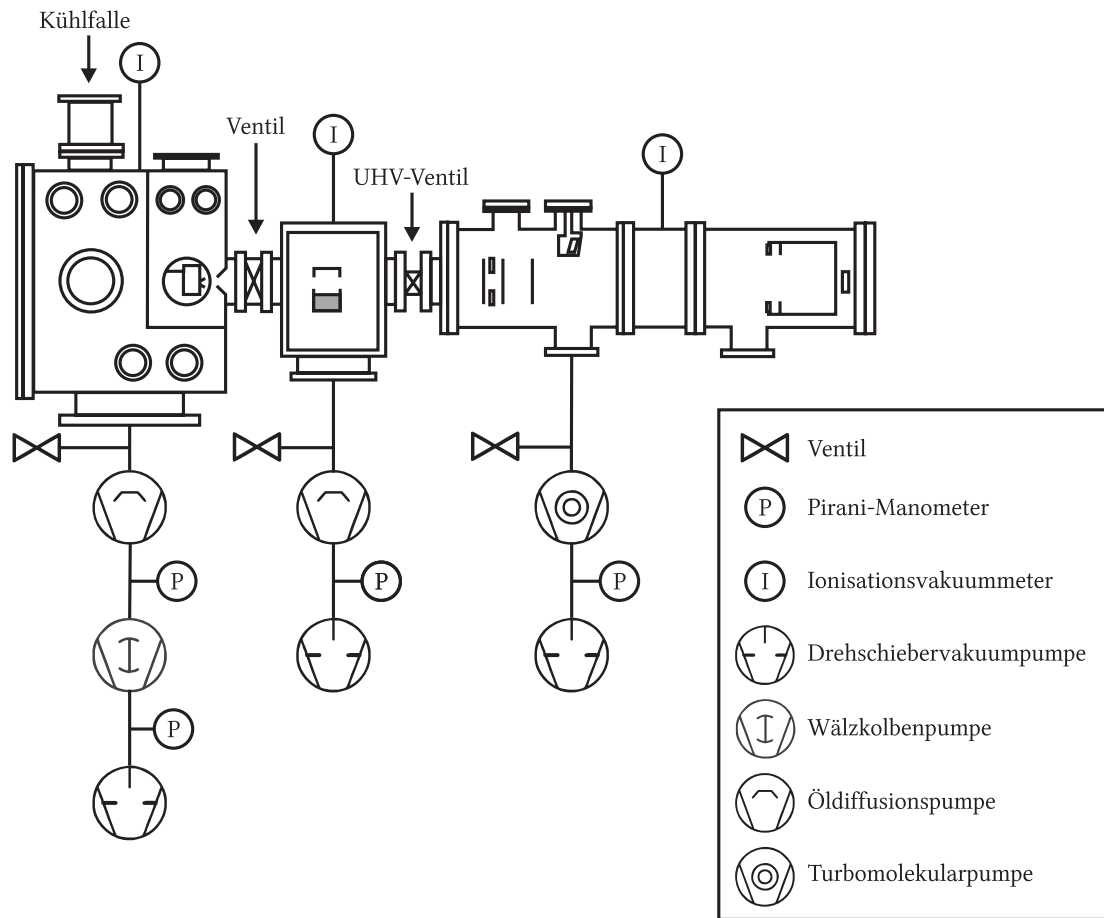 Kühlfalle
I
Ventil
I
UHV-Ventil
I
P
P
P
P
Ventil
P Pirani-Manometer
I Ionisationsvakuummeter
Drehschiebervakuumpumpe
Wälzkolbenpumpe
Öldiffusionspumpe
Turbomolekularpumpe